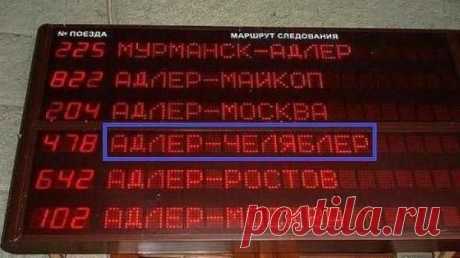 № ПОЕЗДА МАРШРУТ СЛЕДОВАНИЯ
225 МУРМАНСК-АДЛЕР
822 АДЛЕР-МАЙКОП
204 АДЛЕР-МОСКВА
478 АДЛЕР-ЧЕЛЯБЛЕР
642 АДЛЕР-РОСТОВ
102 АДЛЕР-
postila.ru